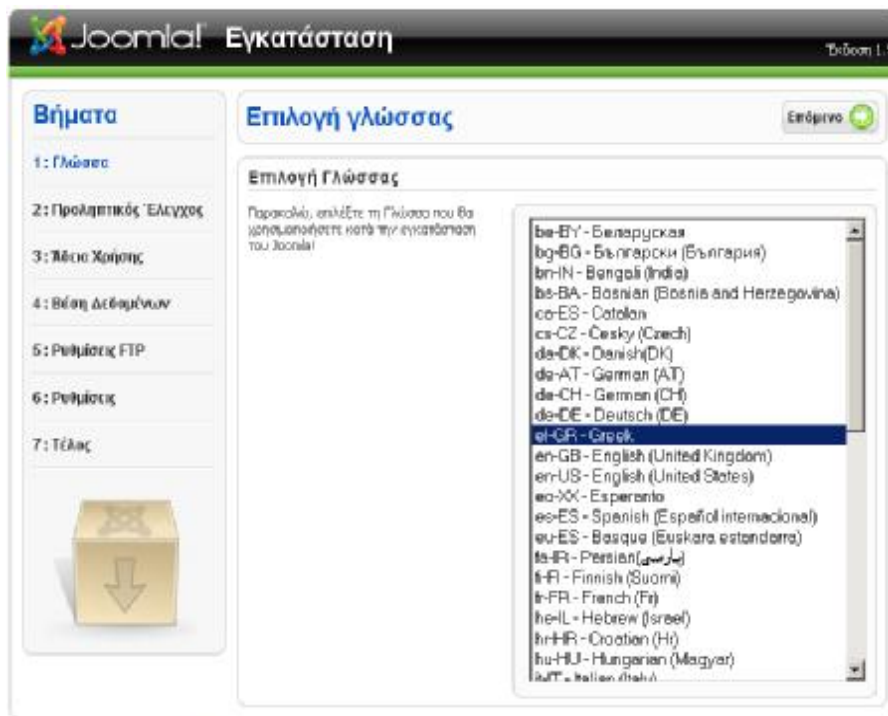 Joomla! Εγκατάσταση
Έκδοση 1.
Βήματα
1 : Γλώσσα
2 : Προληπτικός Έλεγχος
3 : Άδεια Χρήσης
4 : Βάση Δεδομένων
5 : Ρυθμίσεις FTP
6 : Ρυθμίσεις
7 : Τέλος
Επιλογή γλώσσας
Επόμενο
Επιλογή Γλώσσας
Παρακαλώ, επιλέξτε τη Γλώσσα που θα
χρησιμοποιήσετε κατά την εγκατάσταση
του Joomla!
be-BY - Беларуская
bg-BG - Български (България)
bn-IN - Bengali (India)
bs-BA - Bosnian (Bosnia and Herzegovina)
ca-ES - Catalan
cs-CZ - Česky (Czech)
da-DK - Danish(DK)
de-AT - German (AT)
de-CH - German (CH)
de-DE - Deutsch (DE)
el-GR - Greek
en-GB - English (United Kingdom)
en-US - English (United States)
eo-XX - Esperanto
es-ES - Spanish (Español internacional)
eu-ES - Basque (Euskara estandarra)
fa-IR - Persian(پارسی)
fi-FI - Finnish (Suomi)
fr-FR - French (Fr)
he-IL - Hebrew (Israel)
hr-HR - Croatian (Hr)
hu-HU - Hungarian (Magyar)
it-IT - Italian (Italy)